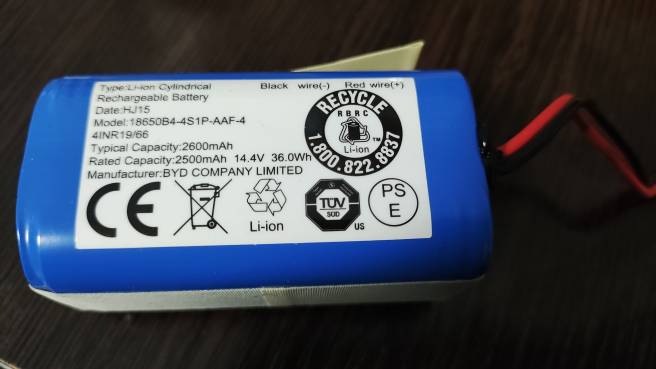 Type:Li-ion Cylindrical Black wire(-) Red wire(+)
Rechargeable Battery
Date:HJ15
Model:18650B4-4S1P-AAF-4
4INR19/66
Typical Capacity:2600mAh
Rated Capacity:2500mAh 14.4V 36.0Wh
Manufacturer:BYD COMPANY LIMITED
RECYCLE
RBRC
Li-ion
TM
1.800.822.8837
CE
Li-ion
TÜV
SÜD
US
PS
E